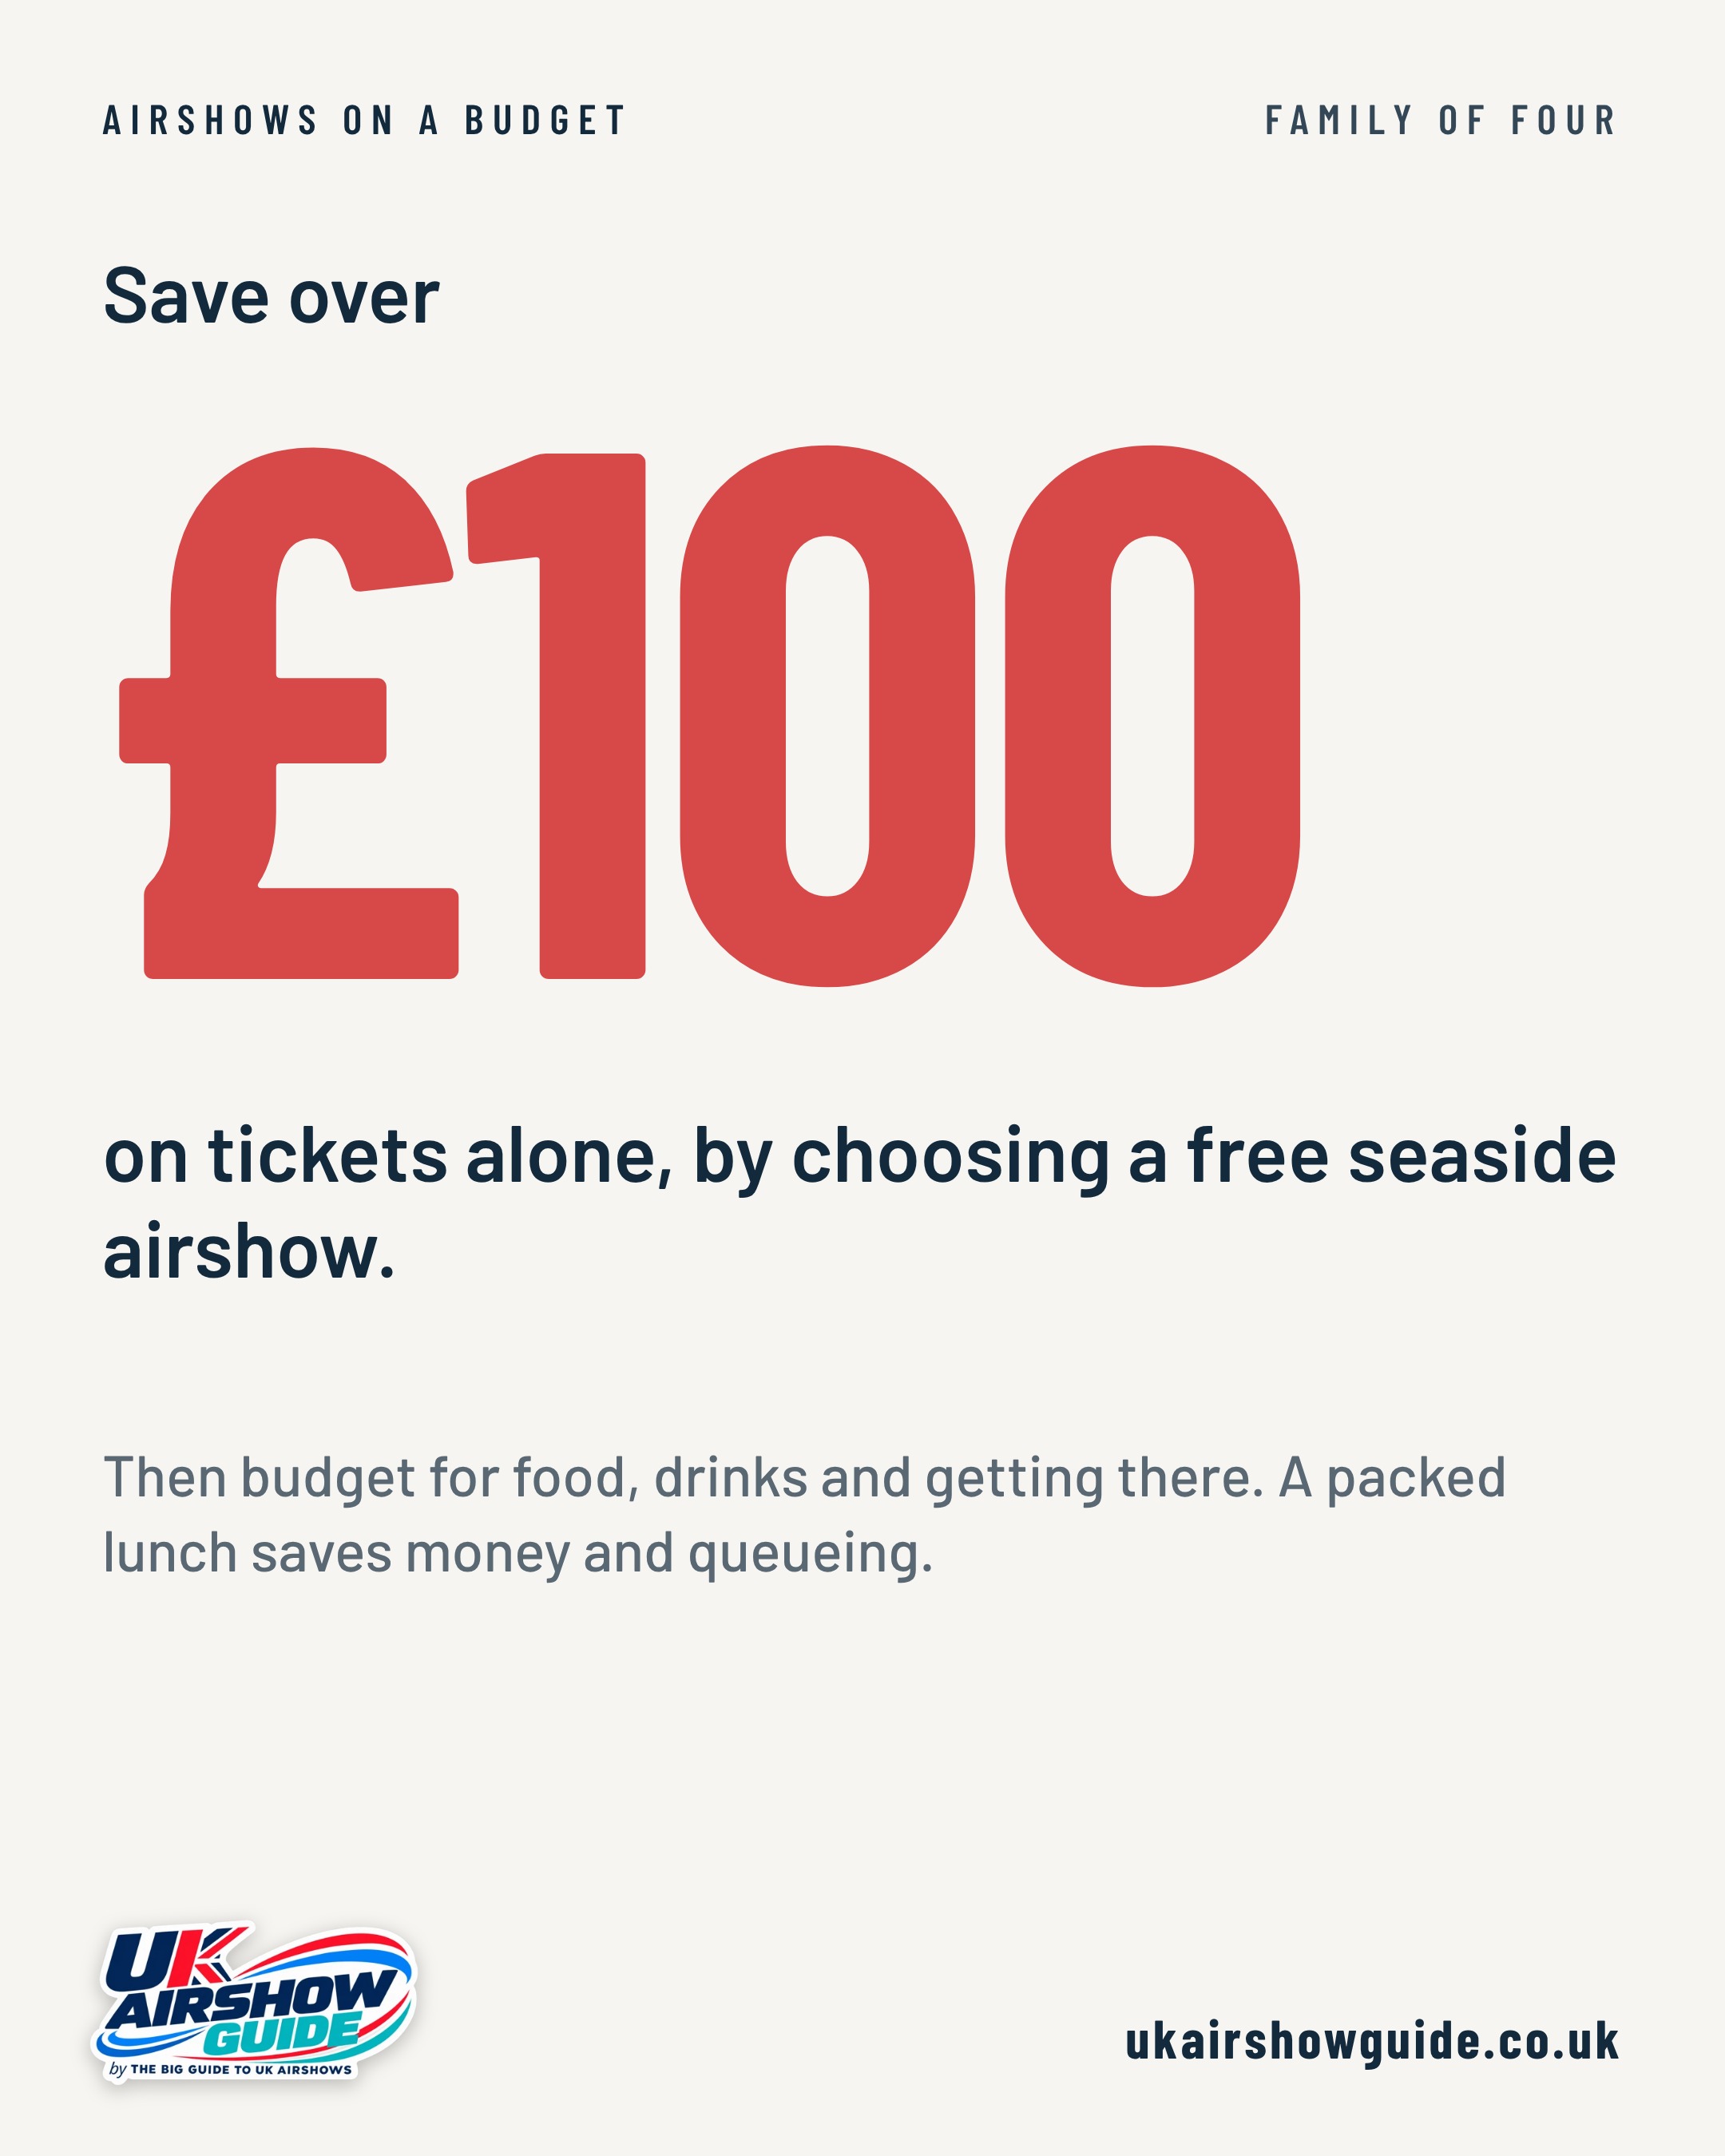 AIRSHOWS ON A BUDGET
FAMILY OF FOUR
Save over
£100
on tickets alone, by choosing a free seaside
airshow.
Then budget for food, drinks and getting there. A packed
lunch saves money and queueing.
UK
AIRSHOW
GUIDE
by THE BIG GUIDE TO UK AIRSHOWS
ukairshowguide.co.uk